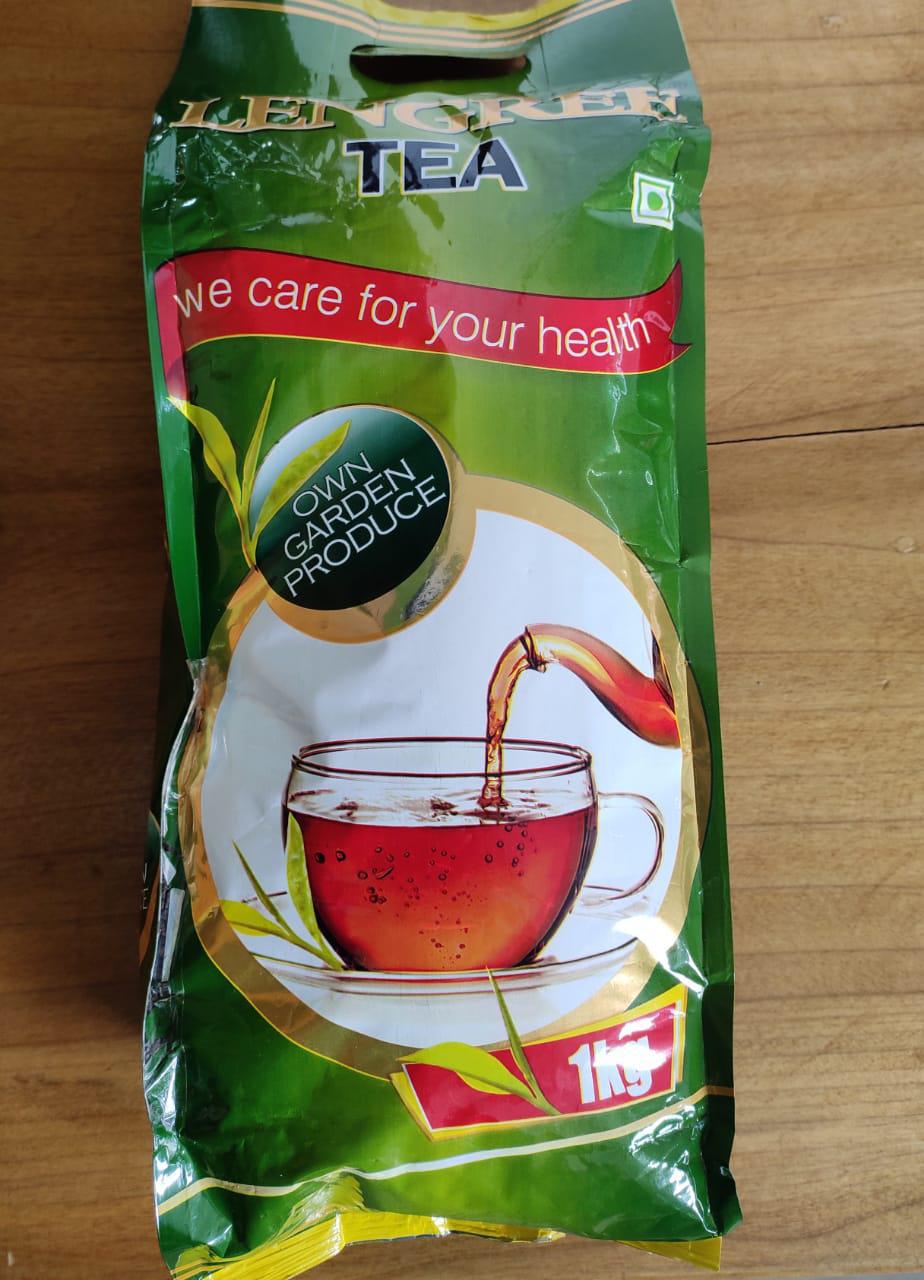 LENGREE
TEA
we care for your health
OWN
GARDEN
PRODUCE
1kg